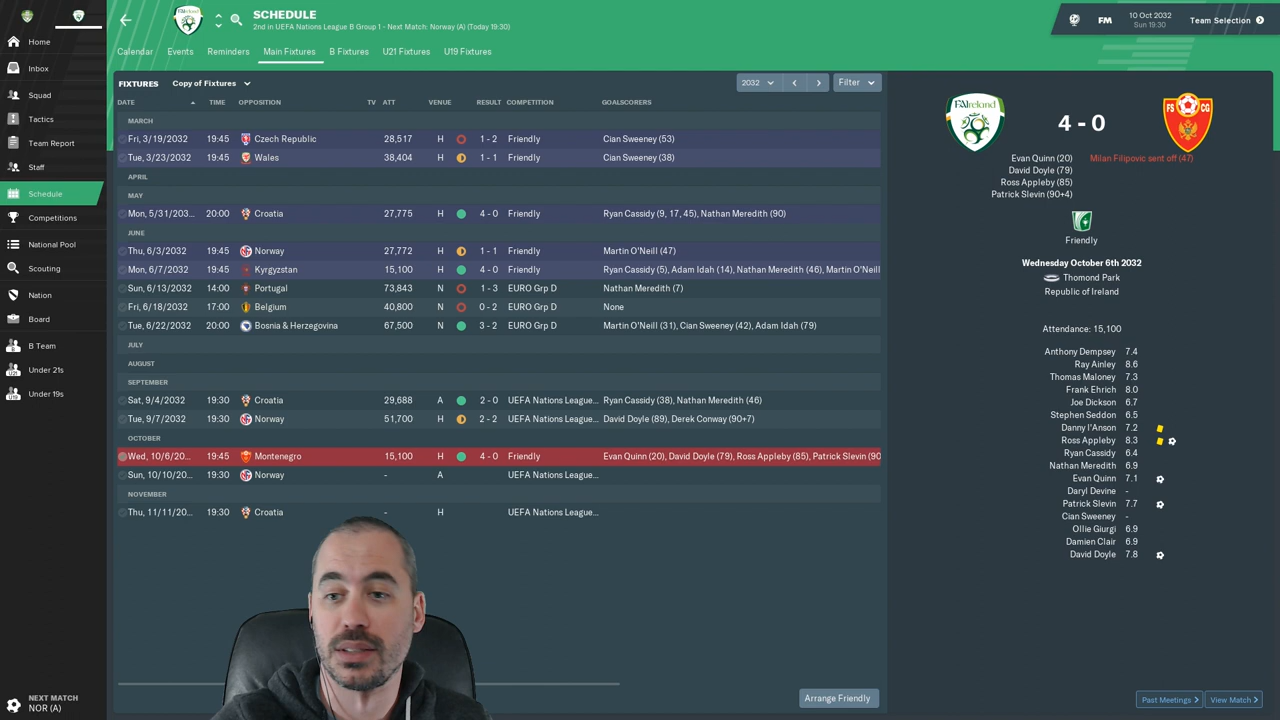 SCHEDULE
2nd in UEFA Nations League B Group 1 - Next Match: Norway (A) (Today 19:30)
FM
10 Oct 2032
Sun 19:30
Team Selection
Calendar Events Reminders Main Fixtures B Fixtures U21 Fixtures U19 Fixtures
Home
Inbox
Squad
Tactics
Team Report
Staff
Schedule
Competitions
National Pool
Scouting
Nation
Board
B Team
Under 21s
Under 19s
NEXT MATCH
NOR (A)
FIXTURES Copy of Fixtures 2032 Filter
DATE TIME OPPOSITION TV ATT VENUE RESULT COMPETITION GOALSCORERS
MARCH
Fri, 3/19/2032 19:45 Czech Republic 28,517 H 1 - 2 Friendly Cian Sweeney (53)
Tue, 3/23/2032 19:45 Wales 38,404 H 1 - 1 Friendly Cian Sweeney (38)
APRIL
MAY
Mon, 5/31/203... 20:00 Croatia 27,775 H 4 - 0 Friendly Ryan Cassidy (9, 17, 45), Nathan Meredith (90)
JUNE
Thu, 6/3/2032 19:45 Norway 27,772 H 1 - 1 Friendly Martin O'Neill (47)
Mon, 6/7/2032 19:45 Kyrgyzstan 15,100 H 4 - 0 Friendly Ryan Cassidy (5), Adam Idah (14), Nathan Meredith (46), Martin O'Neill
Sun, 6/13/2032 14:00 Portugal 73,843 N 1 - 3 EURO Grp D Nathan Meredith (7)
Fri, 6/18/2032 17:00 Belgium 40,800 N 0 - 2 EURO Grp D None
Tue, 6/22/2032 20:00 Bosnia & Herzegovina 67,500 N 3 - 2 EURO Grp D Martin O'Neill (31), Cian Sweeney (42), Adam Idah (79)
JULY
AUGUST
SEPTEMBER
Sat, 9/4/2032 19:30 Croatia 29,688 A 2 - 0 UEFA Nations League... Ryan Cassidy (38), Nathan Meredith (46)
Tue, 9/7/2032 19:30 Norway 51,700 H 2 - 2 UEFA Nations League... David Doyle (89), Derek Conway (90+7)
OCTOBER
Wed, 10/6/20... 19:45 Montenegro 15,100 H 4 - 0 Friendly Evan Quinn (20), David Doyle (79), Ross Appleby (85), Patrick Slevin (90
Sun, 10/10/20... 19:30 Norway - A UEFA Nations League...
NOVEMBER
Thu, 11/11/20... 19:30 Croatia - H UEFA Nations League...
Arrange Friendly
FAIreland
4 - 0
FS CG
Evan Quinn (20) Milan Filipovic sent off (47)
David Doyle (79)
Ross Appleby (85)
Patrick Slevin (90+4)
Friendly
Wednesday October 6th 2032
Thomond Park
Republic of Ireland
Attendance: 15,100
Anthony Dempsey 7.4
Ray Ainley 8.6
Thomas Maloney 7.3
Frank Ehrich 8.0
Joe Dickson 6.7
Stephen Seddon 6.5
Danny I'Anson 7.2
Ross Appleby 8.3
Ryan Cassidy 6.4
Nathan Meredith 6.9
Evan Quinn 7.1
Daryl Devine -
Patrick Slevin 7.7
Cian Sweeney -
Ollie Giurgi 6.9
Damien Clair 6.9
David Doyle 7.8
Past Meetings View Match